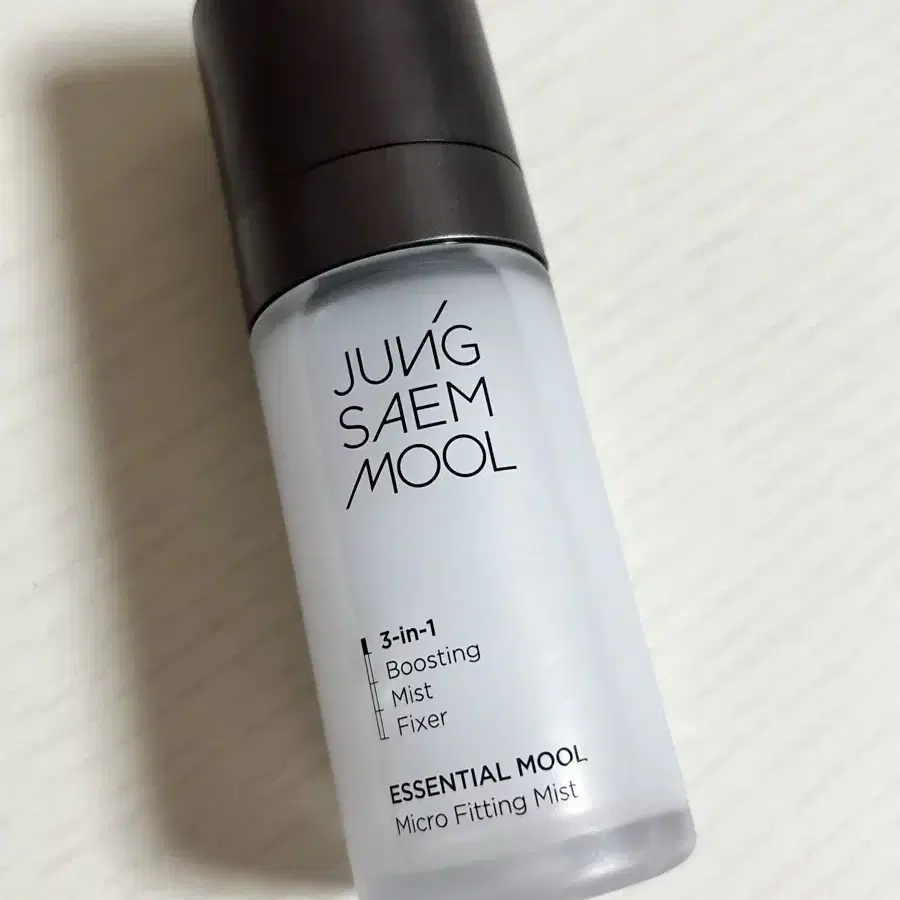 JUNG
SAEM
MOOL
3-in-1
Boosting
Mist
Fixer
ESSENTIAL MOOL
Micro Fitting Mist